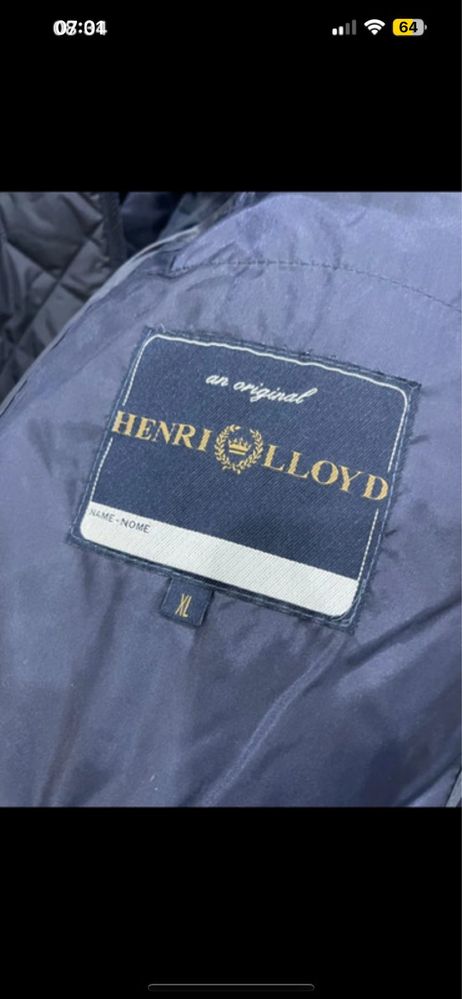 64
an original
HENRI LLOYD
NAME - NOME
XL